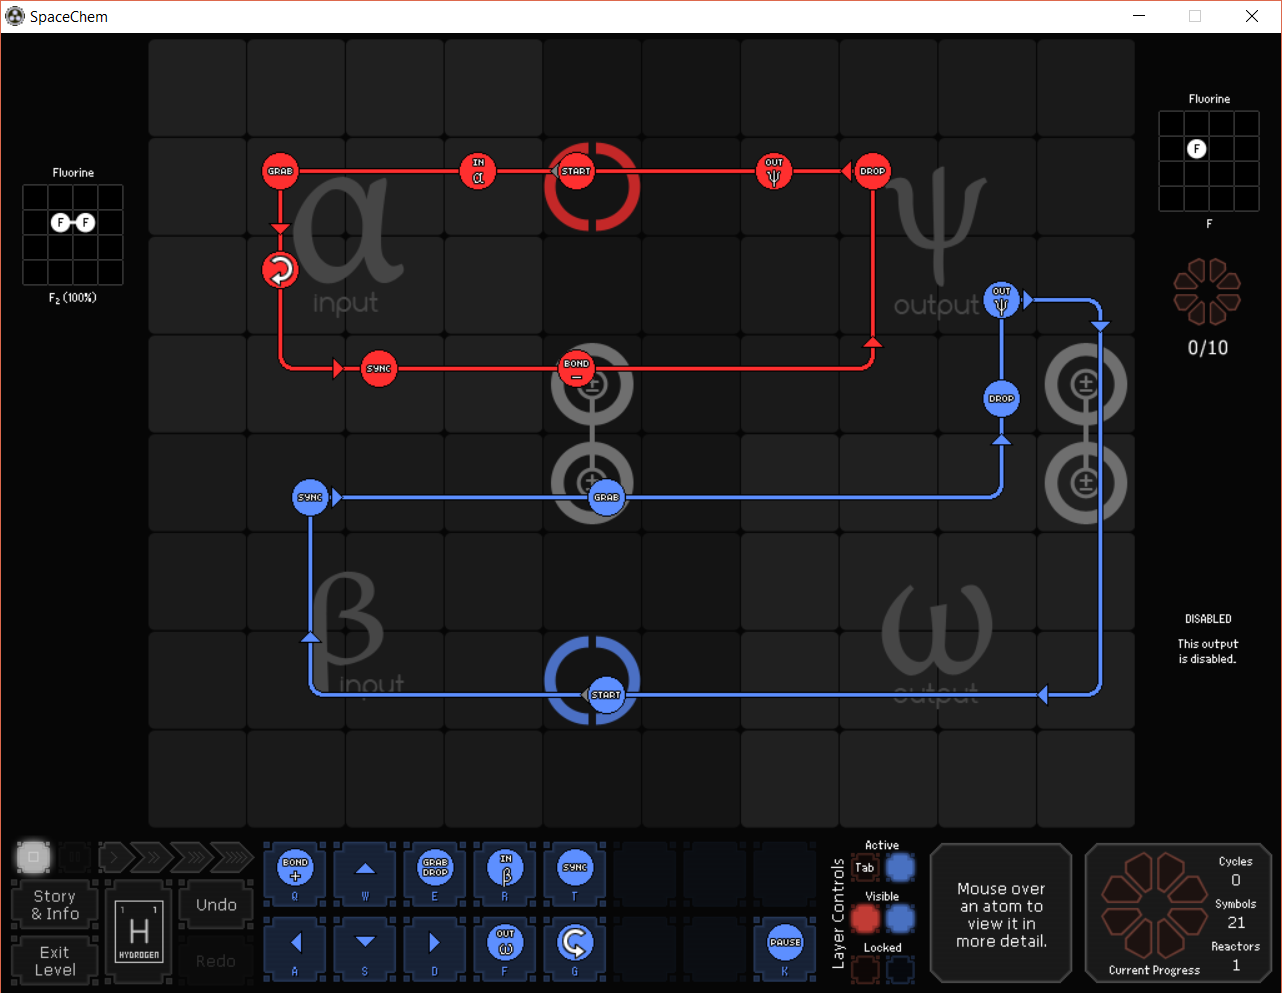 SpaceChem
Fluorine
F F
F₂ (100%)
Fluorine
F
F
0/10
DISABLED
This output
is disabled.
α
input
ψ
output
β
input
ω
output
GRAB
IN
α
START
OUT
ψ
DROP
SYNC
BOND
−
±
±
±
±
OUT
ψ
DROP
SYNC
GRAB
START
Story
& Info
Exit
Level
1 1
H
HYDROGEN
Undo
Redo
BOND
+
Q
W
GRAB
DROP
E
IN
β
R
SYNC
T
A
S
D
OUT
ω
F
G
PAUSE
K
Layer Controls
Active
Tab
Visible
Locked
Mouse over
an atom to
view it in
more detail.
Cycles
0
Symbols
21
Reactors
1
Current Progress